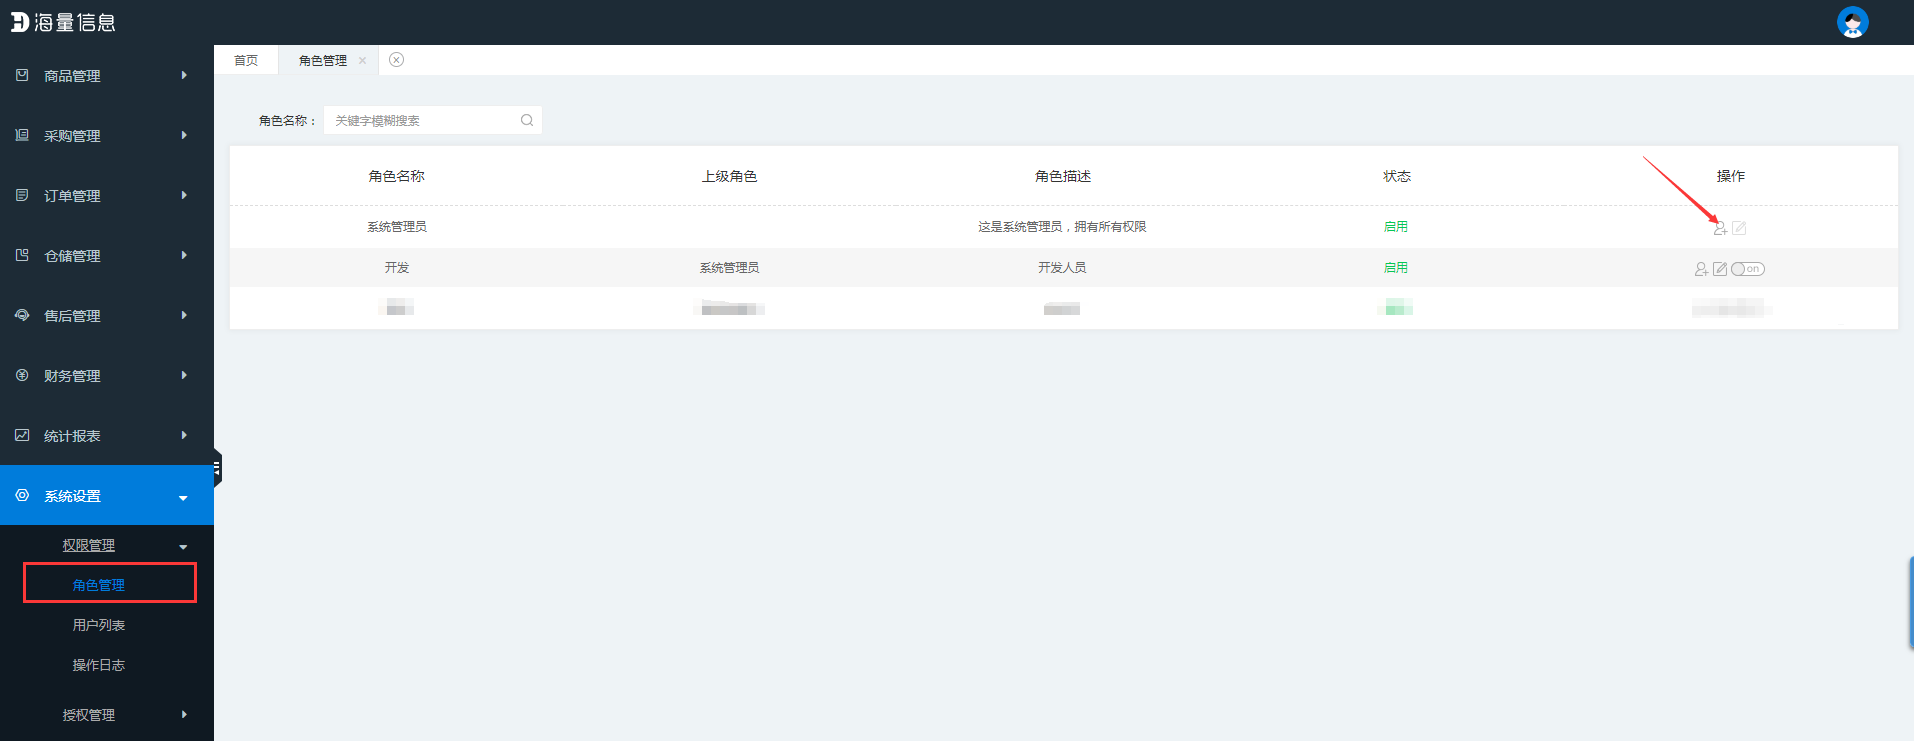 海量信息
商品管理
采购管理
订单管理
仓储管理
售后管理
财务管理
统计报表
系统设置
权限管理
角色管理
用户列表
操作日志
授权管理
首页 角色管理
角色名称： 关键字模糊搜索
角色名称 上级角色 角色描述 状态 操作
系统管理员 这是系统管理员，拥有所有权限 启用
开发 系统管理员 开发人员 启用 on